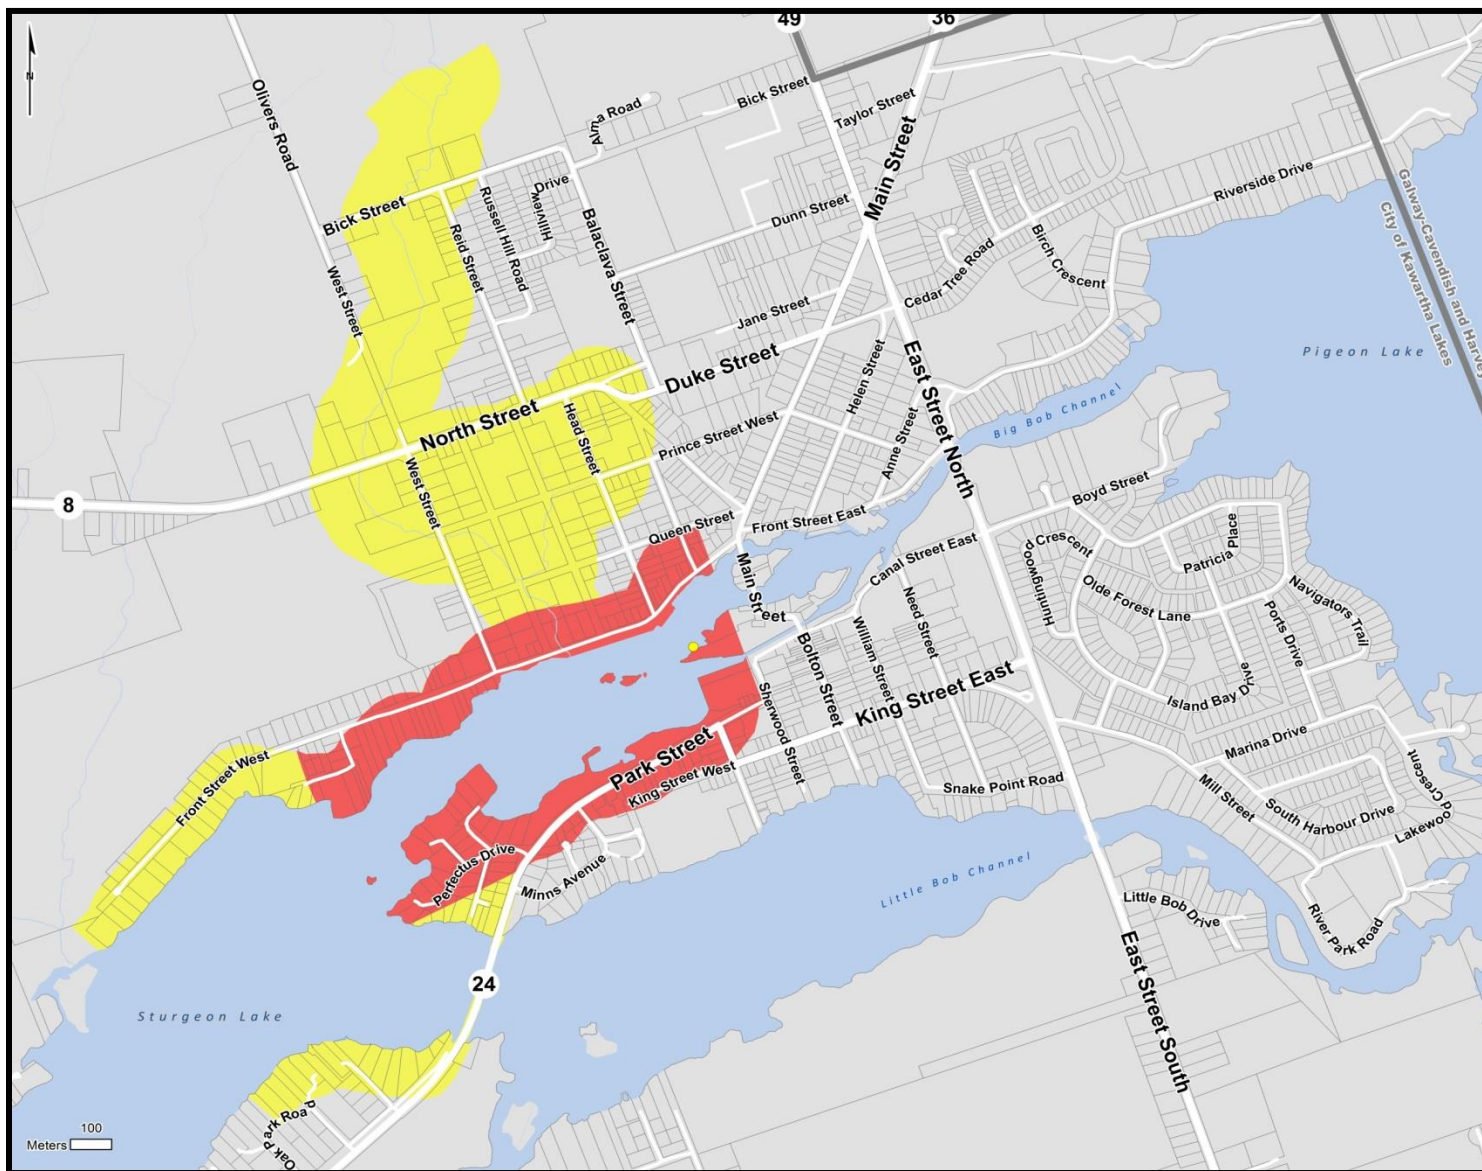 49
36
N
Olivers Road
Bick Street
Alma Road
Taylor Street
Main Street
Riverside Drive
Galway-Cavendish and Harvey
City of Kawartha Lakes
Bick Street
Reid Street
Russell Hill Road
Hillview
Drive
Balaclava Street
Dunn Street
Birch Crescent
Cedar Tree Road
West Street
Jane Street
Duke Street
Helen Street
East Street North
Pigeon Lake
Big Bob Channel
North Street
Head Street
Prince Street West
Anne Street
8
West Street
Queen Street
Front Street East
Boyd Street
Main Street
Canal Street East
Huntingwood Crescent
Patricia Place
Olde Forest Lane
Navigators Trail
Ports Drive
Need Street
William Street
Bolton Street
Sherwood Street
King Street East
Island Bay Drive
Front Street West
Park Street
King Street West
Marina Drive
Snake Point Road
Mill Street
South Harbour Drive
Lakewood Crescent
Perfectus Drive
Minns Avenue
Little Bob Channel
Little Bob Drive
River Park Road
24
East Street South
Sturgeon Lake
Oak Park Road
100
Meters